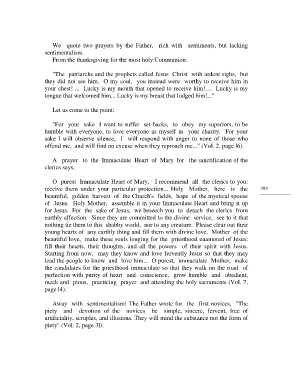 We quote two prayers by the Father, rich with sentiments, but lacking
sentimentalism.
From the thanksgiving for the most holy Communion:
"The patriarchs and the prophets called Jesus Christ with ardent sighs, but
they did not see him. O my soul, you instead were worthy to receive him in
your chest! ... Lucky is my mouth that opened to receive him! ... Lucky is my
tongue that welcomed him... Lucky is my breast that lodged him!..."
Let us come to the point:
"For your sake I want to suffer set-backs, to obey my superiors, to be
humble with everyone, to love everyone as myself in your charity. For your
sake I will observe silence, I will respond with anger to none of those who
offend me, and will find no excuse when they reproach me..." (Vol. 2, page 16).
A prayer to the Immaculate Heart of Mary for the sanctification of the
clerics says.
O purest Immaculate Heart of Mary, I recommend all the clerics to you:
receive them under your particular protection... Holy Mother, here is the
beautiful, golden harvest of the Church's fields, hope of the mystical spouse
of Jesus. Holy Mother, assemble it in your Immaculate Heart and bring it up
for Jesus. For the sake of Jesus, we beseech you to detach the clerics from
earthly affection. Since they are committed to the divine service, see to it that
nothing tie them to this shabby world, nor to any creature. Please clear out their
young hearts of any earthly thing and fill them with divine love. Mother of the
beautiful love, make these souls longing for the priesthood enamored of Jesus:
fill their hearts, their thoughts, and all the powers of their spirit with Jesus.
Starting from now, may they know and love fervently Jesus so that they may
lead the people to know and love him... O purest, immaculate Mother, make
the candidates for the priesthood immaculate so that they walk on the road of
perfection with purity of heart and conscience, grow humble and obedient,
meek and pious, practicing prayer and attending the holy sacraments (Vol. 7,
page 14).
Away with sentimentalism! The Father wrote for the first novices, "The
piety and devotion of the novices be simple, sincere, fervent, free of
artificiality, scruples, and illusions. They will mind the substance not the form of
piety" (Vol. 2, page 31).